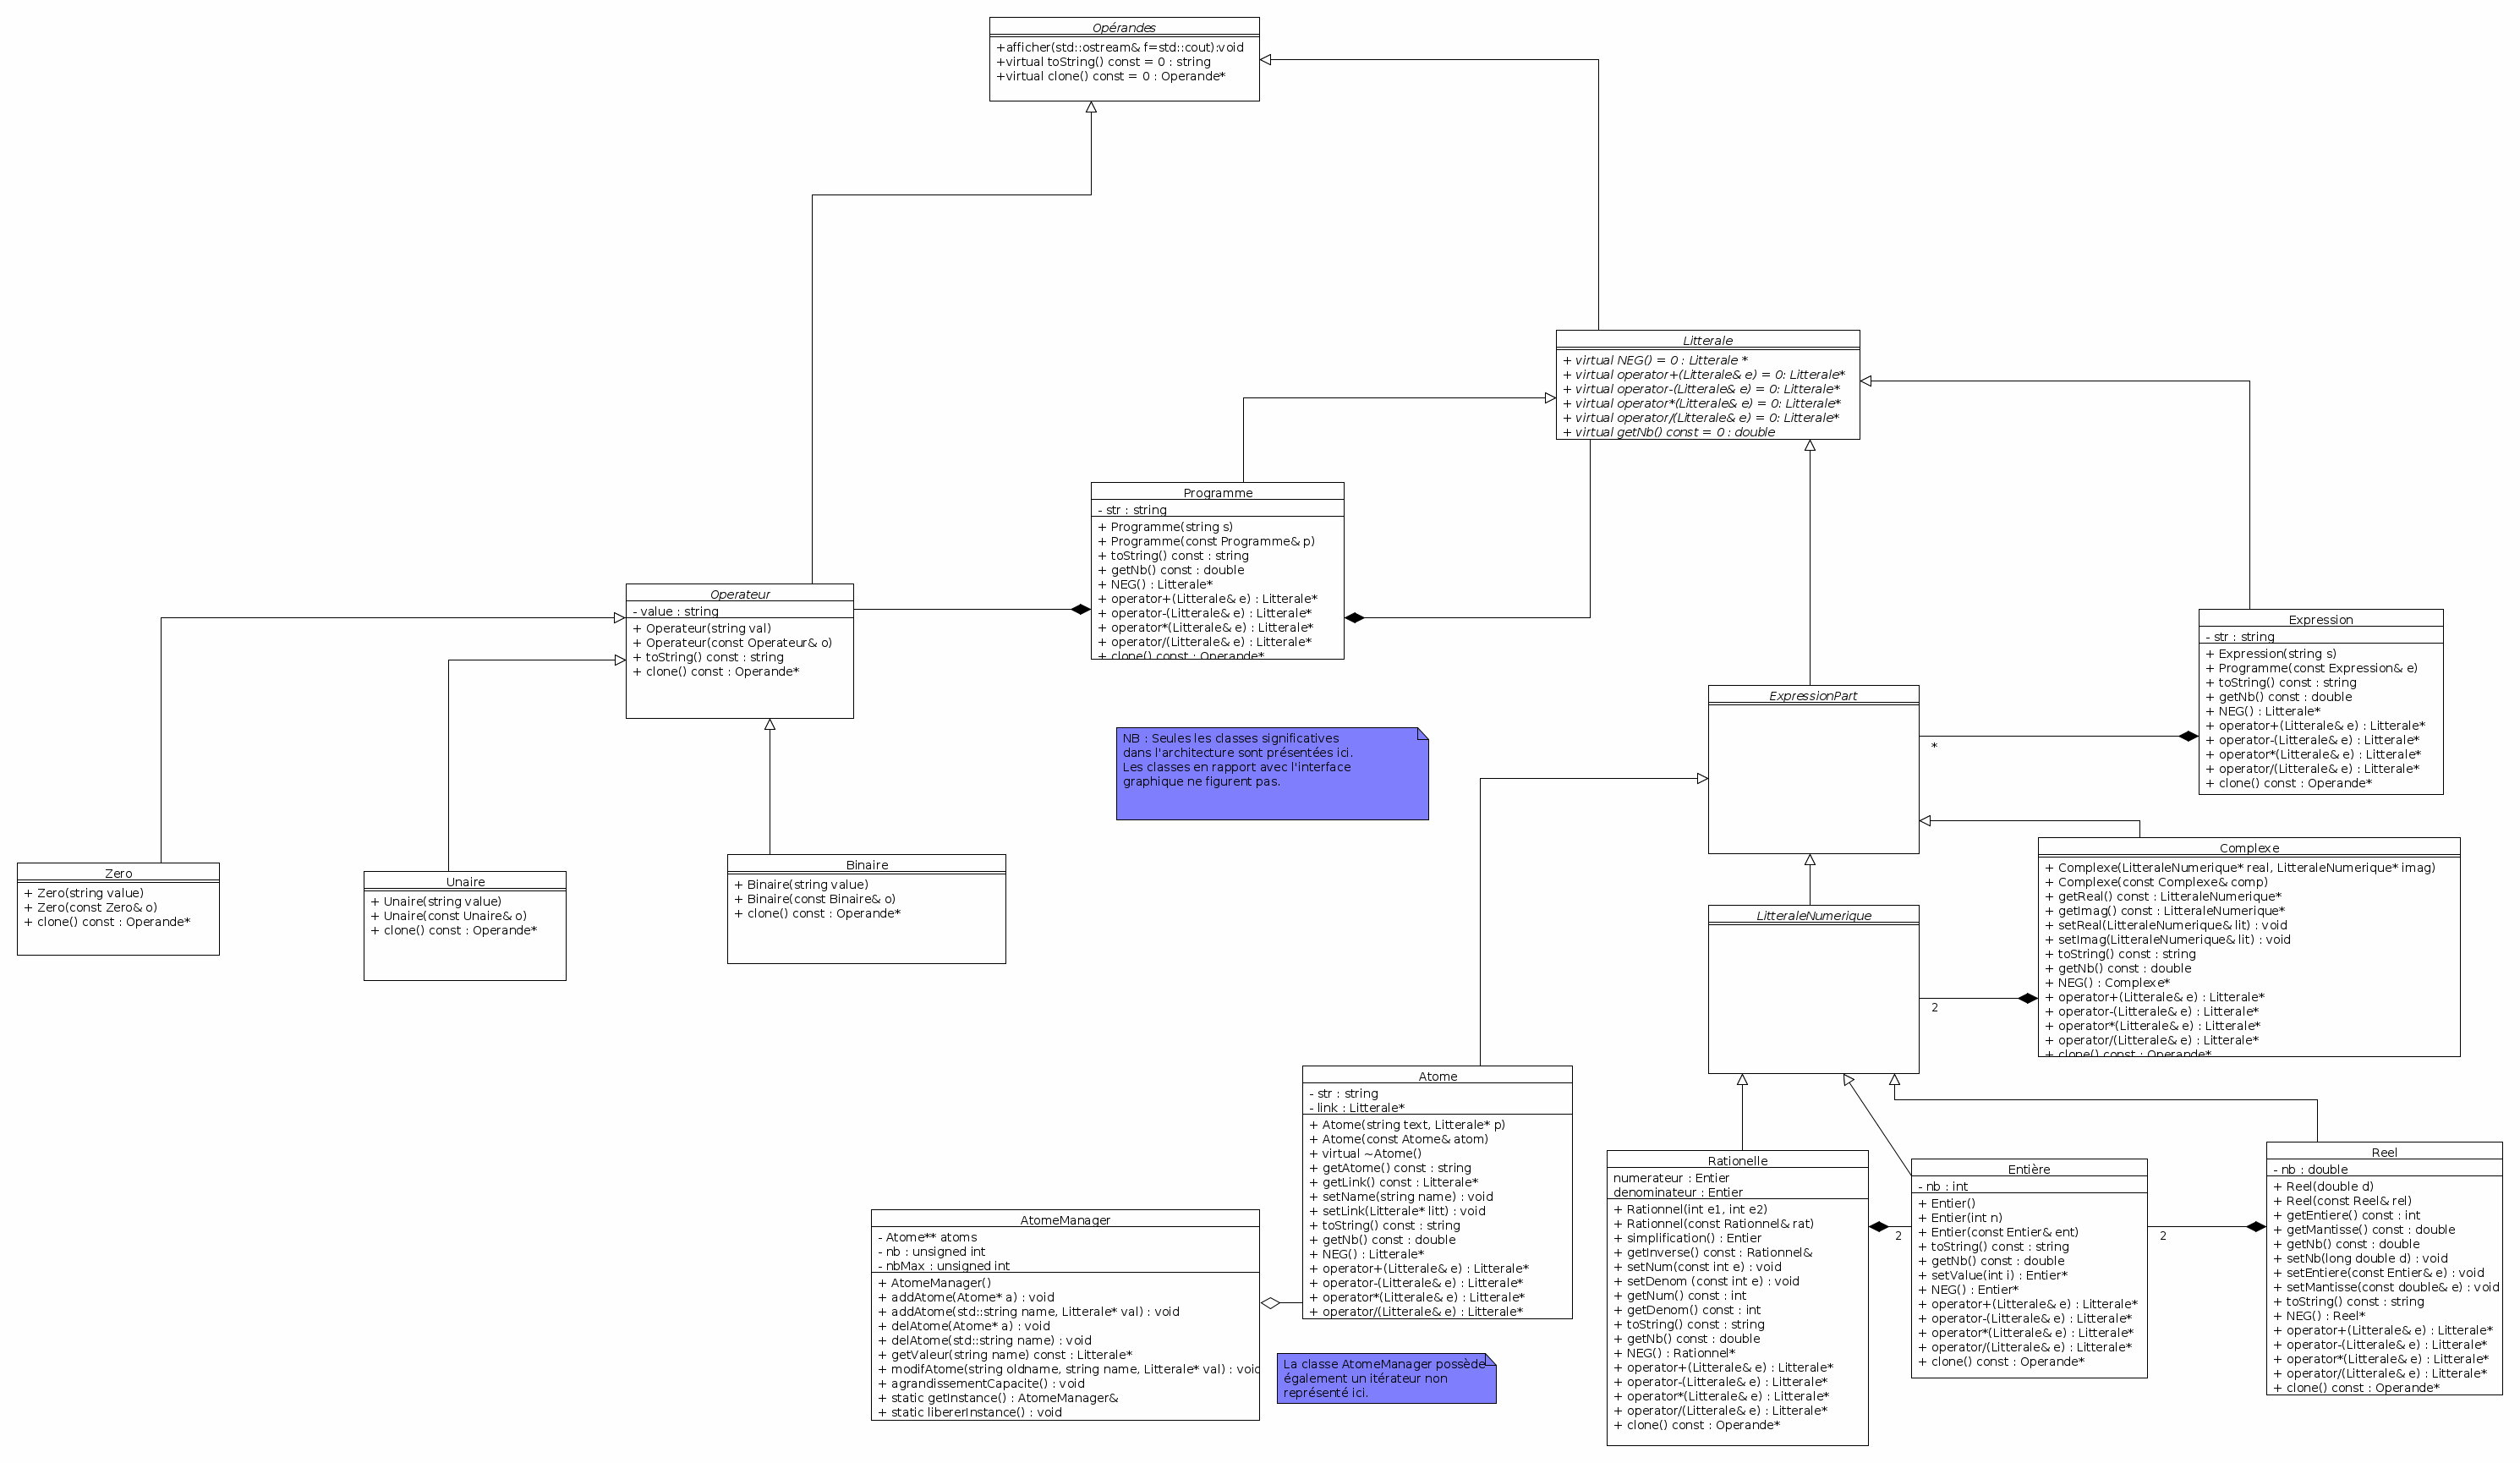 Opérandes
+afficher(std::ostream& f=std::cout):void
+virtual toString() const = 0 : string
+virtual clone() const = 0 : Operande*
Litterale
+ virtual NEG() = 0 : Litterale *
+ virtual operator+(Litterale& e) = 0: Litterale*
+ virtual operator-(Litterale& e) = 0: Litterale*
+ virtual operator*(Litterale& e) = 0: Litterale*
+ virtual operator/(Litterale& e) = 0: Litterale*
+ virtual getNb() const = 0 : double
Programme
- str : string
+ Programme(string s)
+ Programme(const Programme& p)
+ toString() const : string
+ getNb() const : double
+ NEG() : Litterale*
+ operator+(Litterale& e) : Litterale*
+ operator-(Litterale& e) : Litterale*
+ operator*(Litterale& e) : Litterale*
+ operator/(Litterale& e) : Litterale*
+ clone() const : Operande*
Operateur
- value : string
+ Operateur(string val)
+ Operateur(const Operateur& o)
+ toString() const : string
+ clone() const : Operande*
Expression
- str : string
+ Expression(string s)
+ Programme(const Expression& e)
+ toString() const : string
+ getNb() const : double
+ NEG() : Litterale*
+ operator+(Litterale& e) : Litterale*
+ operator-(Litterale& e) : Litterale*
+ operator*(Litterale& e) : Litterale*
+ operator/(Litterale& e) : Litterale*
+ clone() const : Operande*
ExpressionPart
*
NB : Seules les classes significatives
dans l'architecture sont présentées ici.
Les classes en rapport avec l'interface
graphique ne figurent pas.
Zero
+ Zero(string value)
+ Zero(const Zero& o)
+ clone() const : Operande*
Unaire
+ Unaire(string value)
+ Unaire(const Unaire& o)
+ clone() const : Operande*
Binaire
+ Binaire(string value)
+ Binaire(const Binaire& o)
+ clone() const : Operande*
Complexe
+ Complexe(LitteraleNumerique* real, LitteraleNumerique* imag)
+ Complexe(const Complexe& comp)
+ getReal() const : LitteraleNumerique*
+ getImag() const : LitteraleNumerique*
+ setReal(LitteraleNumerique& lit) : void
+ setImag(LitteraleNumerique& lit) : void
+ toString() const : string
+ getNb() const : double
+ NEG() : Complexe*
+ operator+(Litterale& e) : Litterale*
+ operator-(Litterale& e) : Litterale*
+ operator*(Litterale& e) : Litterale*
+ operator/(Litterale& e) : Litterale*
+ clone() const : Operande*
LitteraleNumerique
2
Atome
- str : string
- link : Litterale*
+ Atome(string text, Litterale* p)
+ Atome(const Atome& atom)
+ virtual ~Atome()
+ getAtome() const : string
+ getLink() const : Litterale*
+ setName(string name) : void
+ setLink(Litterale* litt) : void
+ toString() const : string
+ getNb() const : double
+ NEG() : Litterale*
+ operator+(Litterale& e) : Litterale*
+ operator-(Litterale& e) : Litterale*
+ operator*(Litterale& e) : Litterale*
+ operator/(Litterale& e) : Litterale*
AtomeManager
- Atome** atoms
- nb : unsigned int
- nbMax : unsigned int
+ AtomeManager()
+ addAtome(Atome* a) : void
+ addAtome(std::string name, Litterale* val) : void
+ delAtome(Atome* a) : void
+ delAtome(std::string name) : void
+ getValeur(string name) const : Litterale*
+ modifAtome(string oldname, string name, Litterale* val) : void
+ agrandissementCapacite() : void
+ static getInstance() : AtomeManager&
+ static libererInstance() : void
La classe AtomeManager possède
également un itérateur non
représenté ici.
Rationelle
numerateur : Entier
denominateur : Entier
+ Rationnel(int e1, int e2)
+ Rationnel(const Rationnel& rat)
+ simplification() : Entier
+ getInverse() const : Rationnel&
+ setNum(const int e) : void
+ setDenom (const int e) : void
+ getNum() const : int
+ getDenom() const : int
+ toString() const : string
+ getNb() const : double
+ NEG() : Rationnel*
+ operator+(Litterale& e) : Litterale*
+ operator-(Litterale& e) : Litterale*
+ operator*(Litterale& e) : Litterale*
+ operator/(Litterale& e) : Litterale*
+ clone() const : Operande*
2
Entière
- nb : int
+ Entier()
+ Entier(int n)
+ Entier(const Entier& ent)
+ toString() const : string
+ getNb() const : double
+ setValue(int i) : Entier*
+ NEG() : Entier*
+ operator+(Litterale& e) : Litterale*
+ operator-(Litterale& e) : Litterale*
+ operator*(Litterale& e) : Litterale*
+ operator/(Litterale& e) : Litterale*
+ clone() const : Operande*
2
Reel
- nb : double
+ Reel(double d)
+ Reel(const Reel& rel)
+ getEntiere() const : int
+ getMantisse() const : double
+ getNb() const : double
+ setNb(long double d) : void
+ setEntiere(const Entier& e) : void
+ setMantisse(const double& e) : void
+ toString() const : string
+ NEG() : Reel*
+ operator+(Litterale& e) : Litterale*
+ operator-(Litterale& e) : Litterale*
+ operator*(Litterale& e) : Litterale*
+ operator/(Litterale& e) : Litterale*
+ clone() const : Operande*